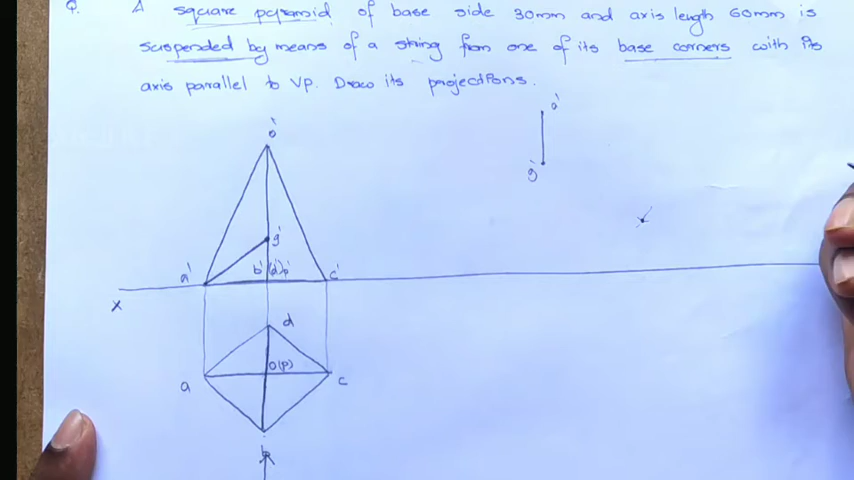 Q. A square pyramid of base side 30mm and axis length 60mm is
suspended by means of a string from one of its base corners with its
axis parallel to VP. Draw its projections.
o'
a'
g'
g'
a'
b'(d')p'
c'
X
d
o(p)
a
c
b